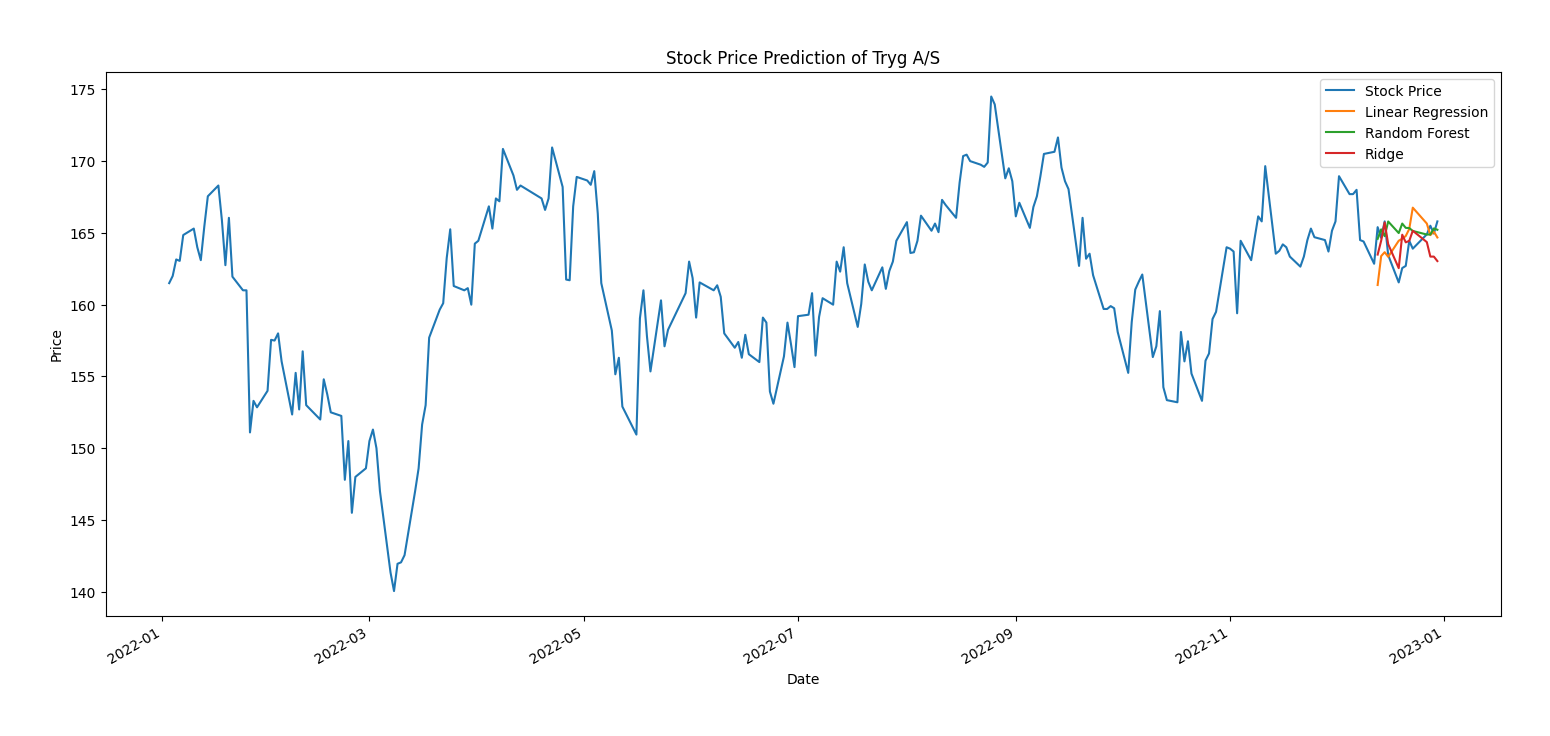 Stock Price Prediction of Tryg A/S
Stock Price
Linear Regression
Random Forest
Ridge
Price
175
170
165
160
155
150
145
140
2022-01
2022-03
2022-05
2022-07
2022-09
2022-11
2023-01
Date